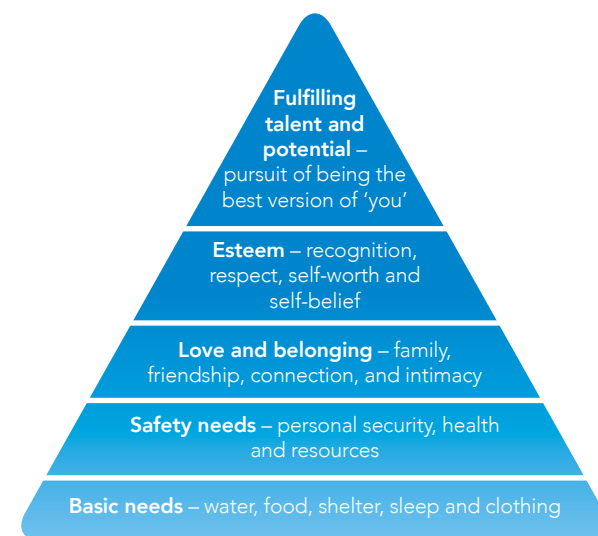 Fulfilling
talent and
potential –
pursuit of being the
best version of ‘you’
Esteem – recognition,
respect, self-worth and
self-belief
Love and belonging – family,
friendship, connection, and intimacy
Safety needs – personal security, health
and resources
Basic needs – water, food, shelter, sleep and clothing